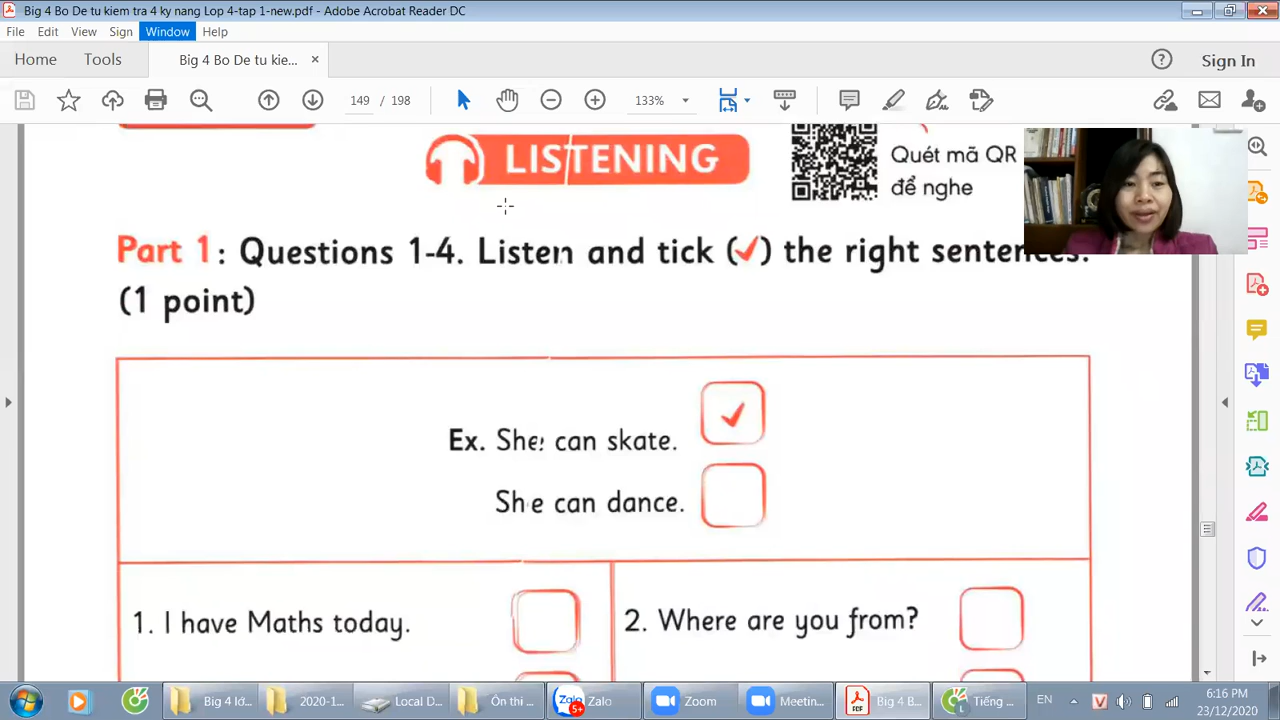 Big 4 Bo De tu kiem tra 4 ky nang Lop 4-tap 1-new.pdf - Adobe Acrobat Reader DC
File Edit View Sign Window Help
Home Tools Big 4 Bo De tu kie... × Sign In
149 / 198 133%
LISTENING
Quét mã QR
để nghe
Part 1: Questions 1-4. Listen and tick (✓) the right sentences.
(1 point)
Ex. She can skate. ✓
She can dance.
1. I have Maths today.
2. Where are you from?
Big 4 lớ... 2020-1... Local D... Ôn thi ... Zalo Zoom Meetin... Big 4 B... Tiếng ... EN 6:16 PM
23/12/2020